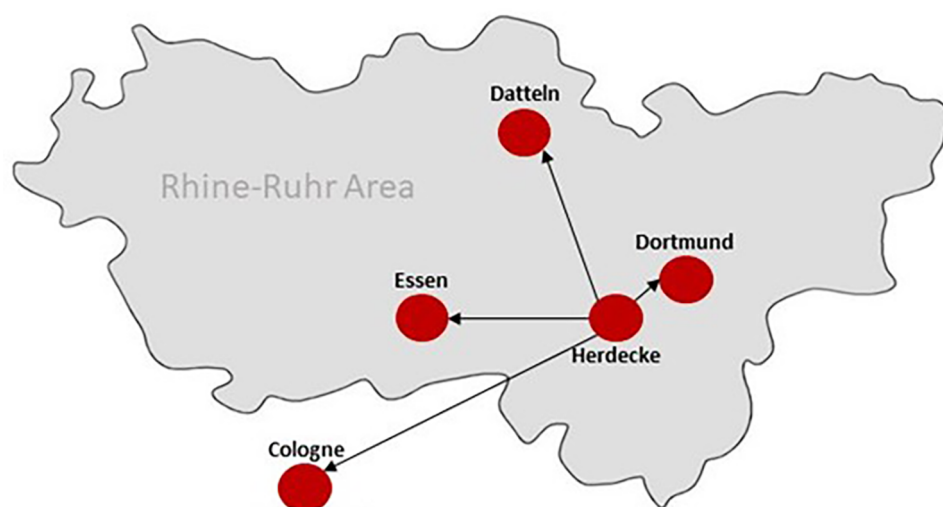 Datteln
Rhine-Ruhr Area
Dortmund
Essen
Herdecke
Cologne